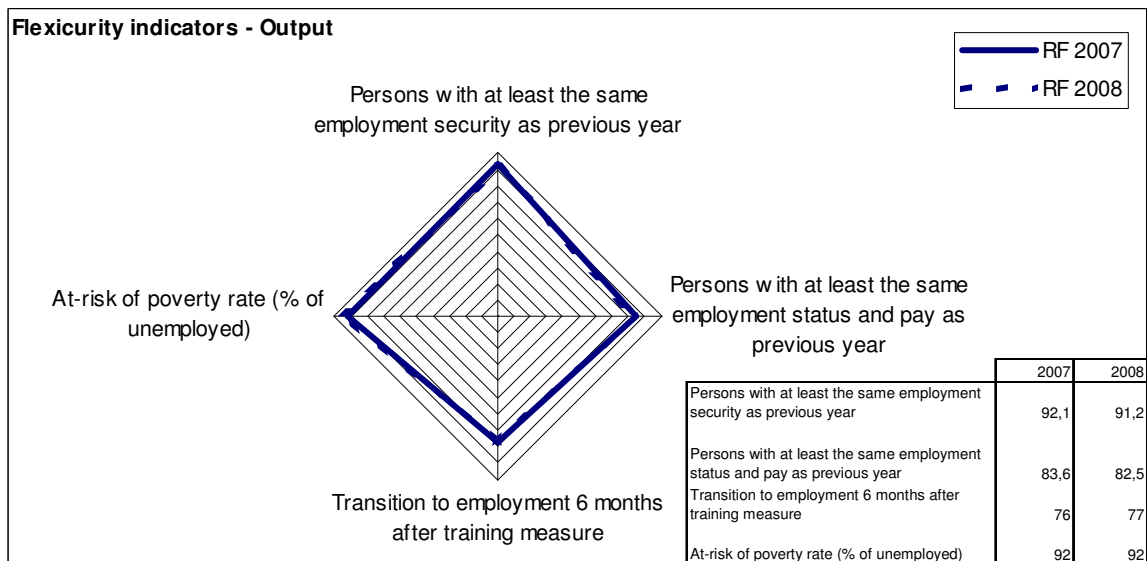 Flexicurity indicators - Output
RF 2007
RF 2008
Persons with at least the same
employment security as previous year
At-risk of poverty rate (% of
unemployed)
Persons with at least the same
employment status and pay as
previous year
Transition to employment 6 months
after training measure
2007 2008
Persons with at least the same employment
security as previous year 92,1 91,2
Persons with at least the same employment
status and pay as previous year 83,6 82,5
Transition to employment 6 months after
training measure 76 77
At-risk of poverty rate (% of unemployed) 92 92